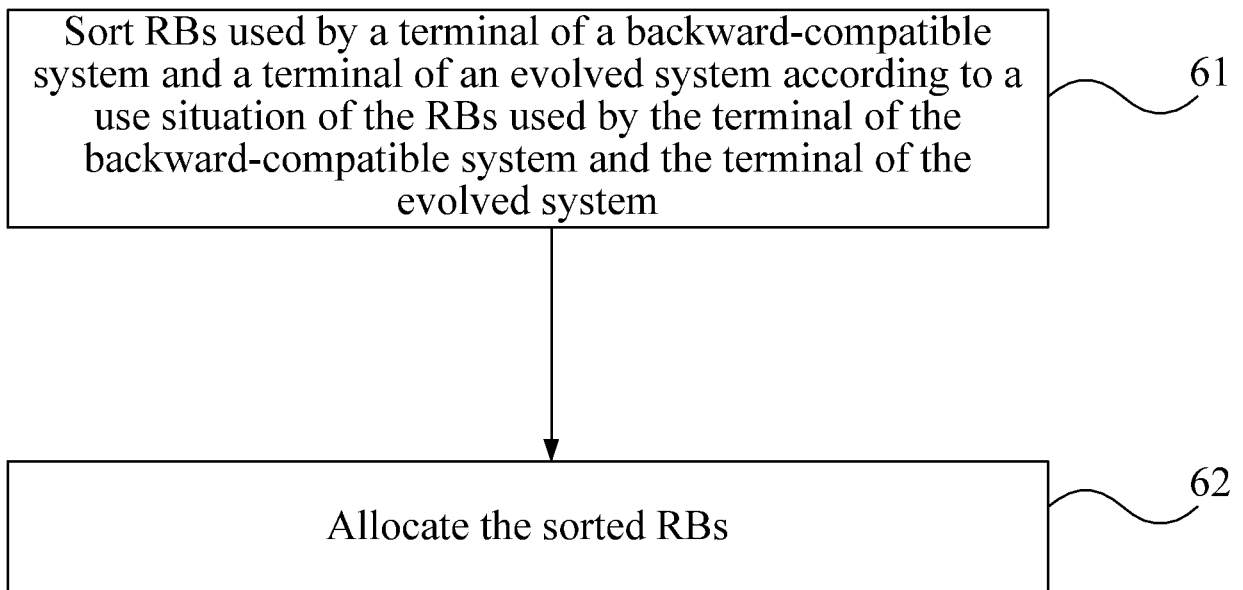 Sort RBs used by a terminal of a backward-compatible
system and a terminal of an evolved system according to a
use situation of the RBs used by the terminal of the
backward-compatible system and the terminal of the
evolved system
61
Allocate the sorted RBs
62